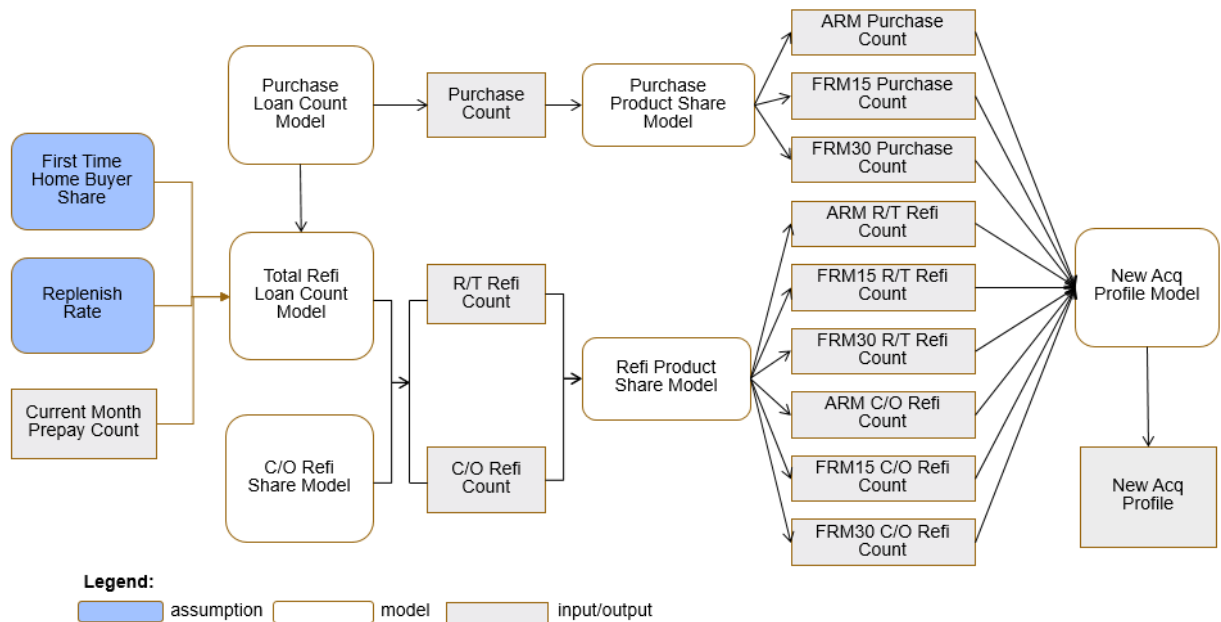 First Time
Home Buyer
Share
Replenish
Rate
Current Month
Prepay Count
Purchase
Loan Count
Model
Total Refi
Loan Count
Model
C/O Refi
Share Model
Purchase
Count
R/T Refi
Count
C/O Refi
Count
Purchase
Product Share
Model
Refi Product
Share Model
ARM Purchase
Count
FRM15 Purchase
Count
FRM30 Purchase
Count
ARM R/T Refi
Count
FRM15 R/T Refi
Count
FRM30 R/T Refi
Count
ARM C/O Refi
Count
FRM15 C/O Refi
Count
FRM30 C/O Refi
Count
New Acq
Profile Model
New Acq
Profile
Legend:
assumption
model
input/output